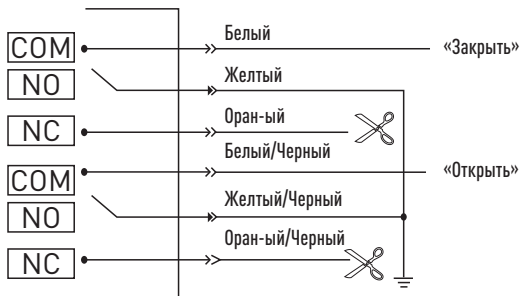 COM
Белый
«Закрыть»
NO
Желтый
NC
Оран-ый
Белый/Черный
COM
«Открыть»
NO
Желтый/Черный
Оран-ый/Черный
NC